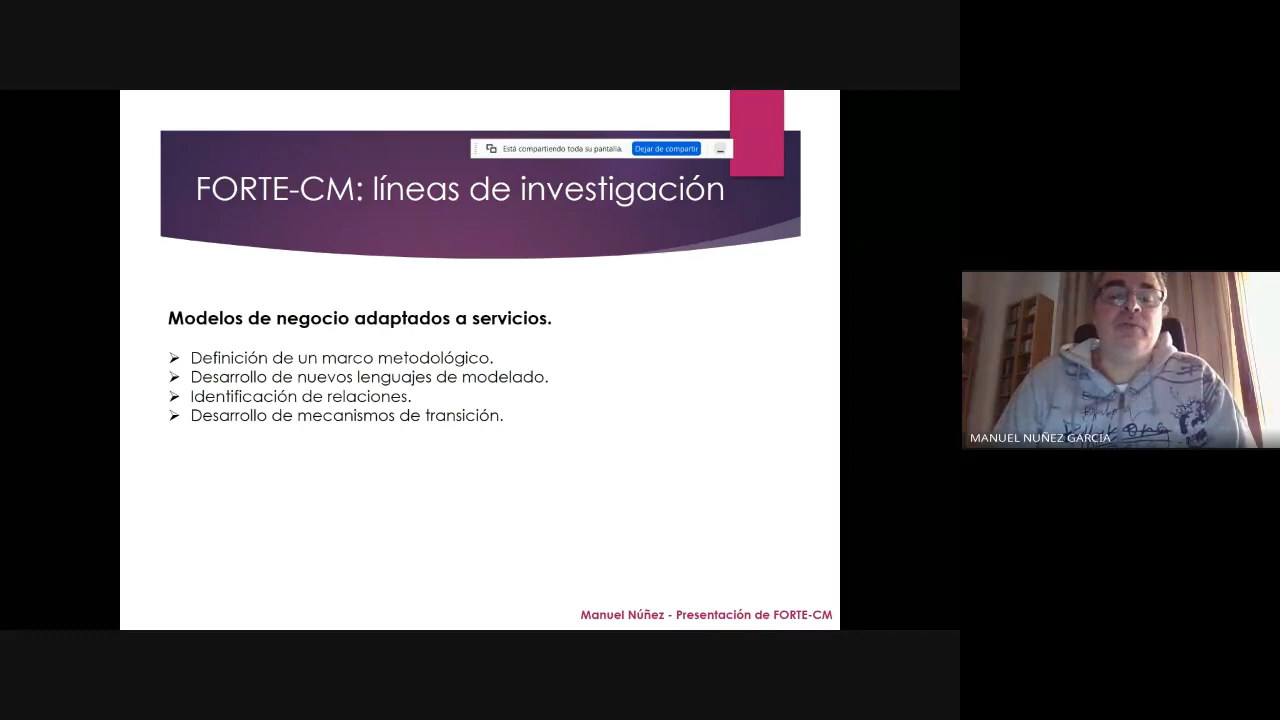 Está compartiendo toda su pantalla.
Dejar de compartir
FORTE-CM: líneas de investigación
Modelos de negocio adaptados a servicios.
Definición de un marco metodológico.
Desarrollo de nuevos lenguajes de modelado.
Identificación de relaciones.
Desarrollo de mecanismos de transición.
Manuel Núñez - Presentación de FORTE-CM
MANUEL NUÑEZ GARCIA